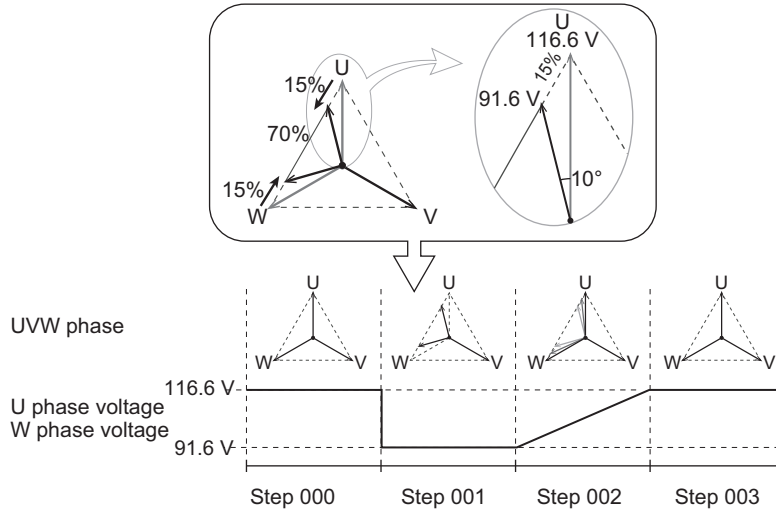 U
116.6 V
15%
91.6 V
10°
U
15%
70%
15%
W
V
UVW phase
U
W
V
U
W
V
U
W
V
U
W
V
116.6 V
U phase voltage
W phase voltage
91.6 V
Step 000
Step 001
Step 002
Step 003